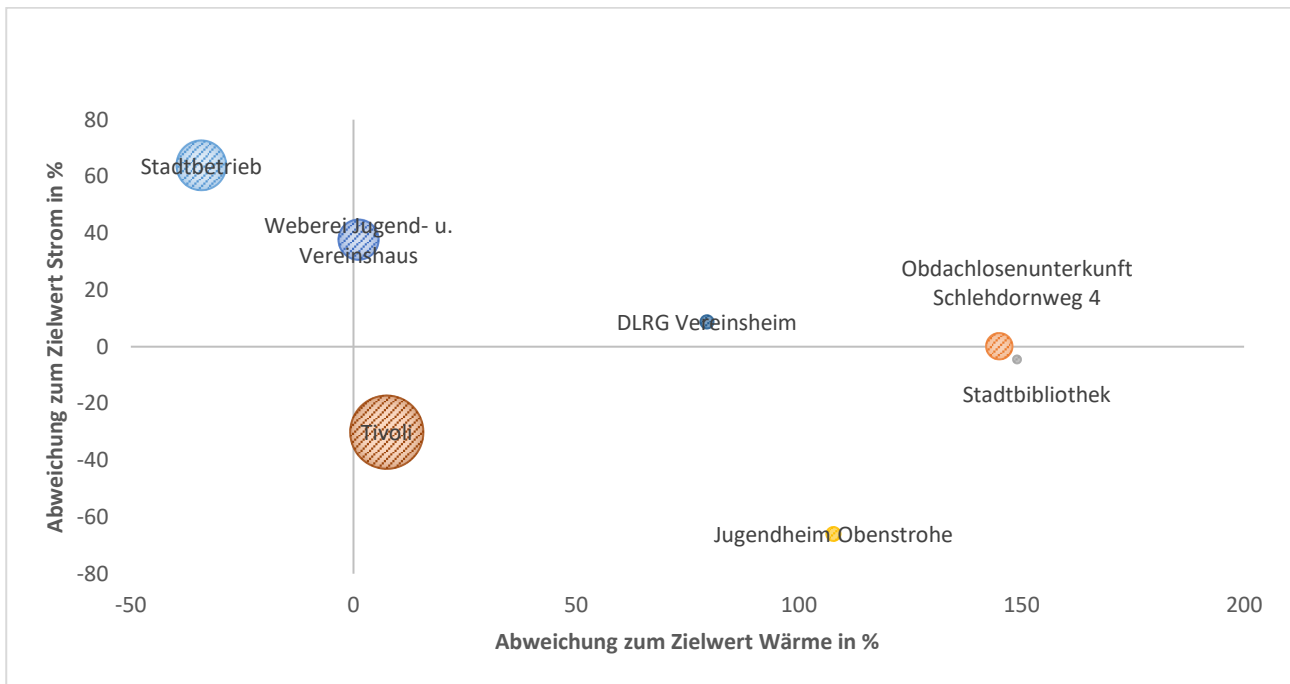 Abweichung zum Zielwert Strom in %
80
60
40
20
0
-20
-40
-60
-80
Stadtbetrieb
Weberei Jugend- u.
Vereinshaus
Obdachlosenunterkunft
Schlehdornweg 4
DLRG Vereinsheim
Stadtbibliothek
Tivoli
Jugendheim Obenstrohe
-50 0 50 100 150 200
Abweichung zum Zielwert Wärme in %